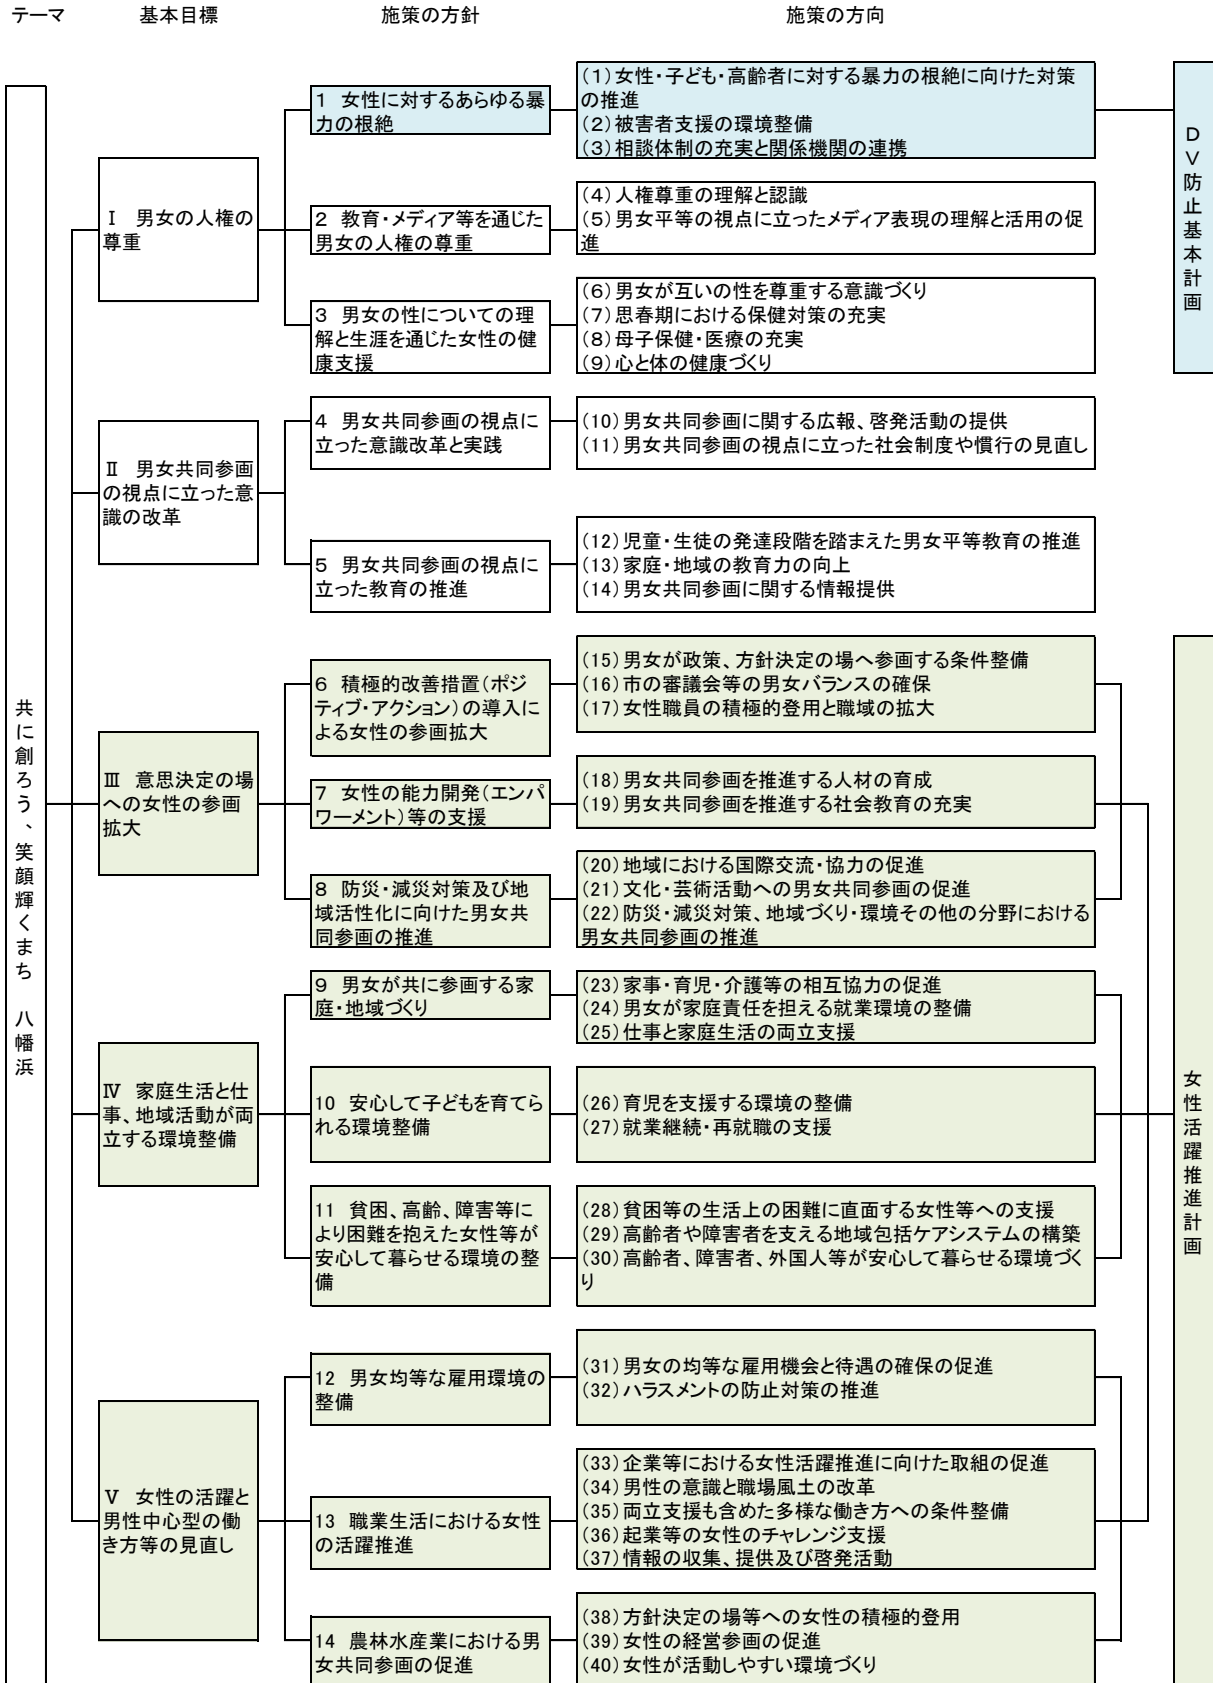 テーマ
基本目標
施策の方針
施策の方向
共に創ろう、笑顔輝くまち　八幡浜
Ⅰ　男女の人権の
尊重
1　女性に対するあらゆる暴
力の根絶
(1)女性・子ども・高齢者に対する暴力の根絶に向けた対策
の推進
(2)被害者支援の環境整備
(3)相談体制の充実と関係機関の連携
ＤＶ防止基本計画
2　教育・メディア等を通じた
男女の人権の尊重
(4)人権尊重の理解と認識
(5)男女平等の視点に立ったメディア表現の理解と活用の促
進
3　男女の性についての理
解と生涯を通じた女性の健
康支援
(6)男女が互いの性を尊重する意識づくり
(7)思春期における保健対策の充実
(8)母子保健・医療の充実
(9)心と体の健康づくり
Ⅱ　男女共同参画
の視点に立った意
識の改革
4　男女共同参画の視点に
立った意識改革と実践
(10)男女共同参画に関する広報、啓発活動の提供
(11)男女共同参画の視点に立った社会制度や慣行の見直し
5　男女共同参画の視点に
立った教育の推進
(12)児童・生徒の発達段階を踏まえた男女平等教育の推進
(13)家庭・地域の教育力の向上
(14)男女共同参画に関する情報提供
Ⅲ　意思決定の場
への女性の参画
拡大
6　積極的改善措置(ポジ
ティブ・アクション)の導入に
よる女性の参画拡大
(15)男女が政策、方針決定の場へ参画する条件整備
(16)市の審議会等の男女バランスの確保
(17)女性職員の積極的登用と職域の拡大
7　女性の能力開発(エンパ
ワーメント)等の支援
(18)男女共同参画を推進する人材の育成
(19)男女共同参画を推進する社会教育の充実
8　防災・減災対策及び地
域活性化に向けた男女共
同参画の推進
(20)地域における国際交流・協力の促進
(21)文化・芸術活動への男女共同参画の促進
(22)防災・減災対策、地域づくり・環境その他の分野における
男女共同参画の推進
Ⅳ　家庭生活と仕
事、地域活動が両
立する環境整備
9　男女が共に参画する家
庭・地域づくり
(23)家事・育児・介護等の相互協力の促進
(24)男女が家庭責任を担える就業環境の整備
(25)仕事と家庭生活の両立支援
10　安心して子どもを育てら
れる環境整備
(26)育児を支援する環境の整備
(27)就業継続・再就職の支援
11　貧困、高齢、障害等に
より困難を抱えた女性等が
安心して暮らせる環境の整
備
(28)貧困等の生活上の困難に直面する女性等への支援
(29)高齢者や障害者を支える地域包括ケアシステムの構築
(30)高齢者、障害者、外国人等が安心して暮らせる環境づく
り
女性活躍推進計画
Ⅴ　女性の活躍と
男性中心型の働
き方等の見直し
12　男女均等な雇用環境の
整備
(31)男女の均等な雇用機会と待遇の確保の促進
(32)ハラスメントの防止対策の推進
13　職業生活における女性
の活躍推進
(33)企業等における女性活躍推進に向けた取組の促進
(34)男性の意識と職場風土の改革
(35)両立支援も含めた多様な働き方への条件整備
(36)起業等の女性のチャレンジ支援
(37)情報の収集、提供及び啓発活動
14　農林水産業における男
女共同参画の促進
(38)方針決定の場等への女性の積極的登用
(39)女性の経営参画の促進
(40)女性が活動しやすい環境づくり